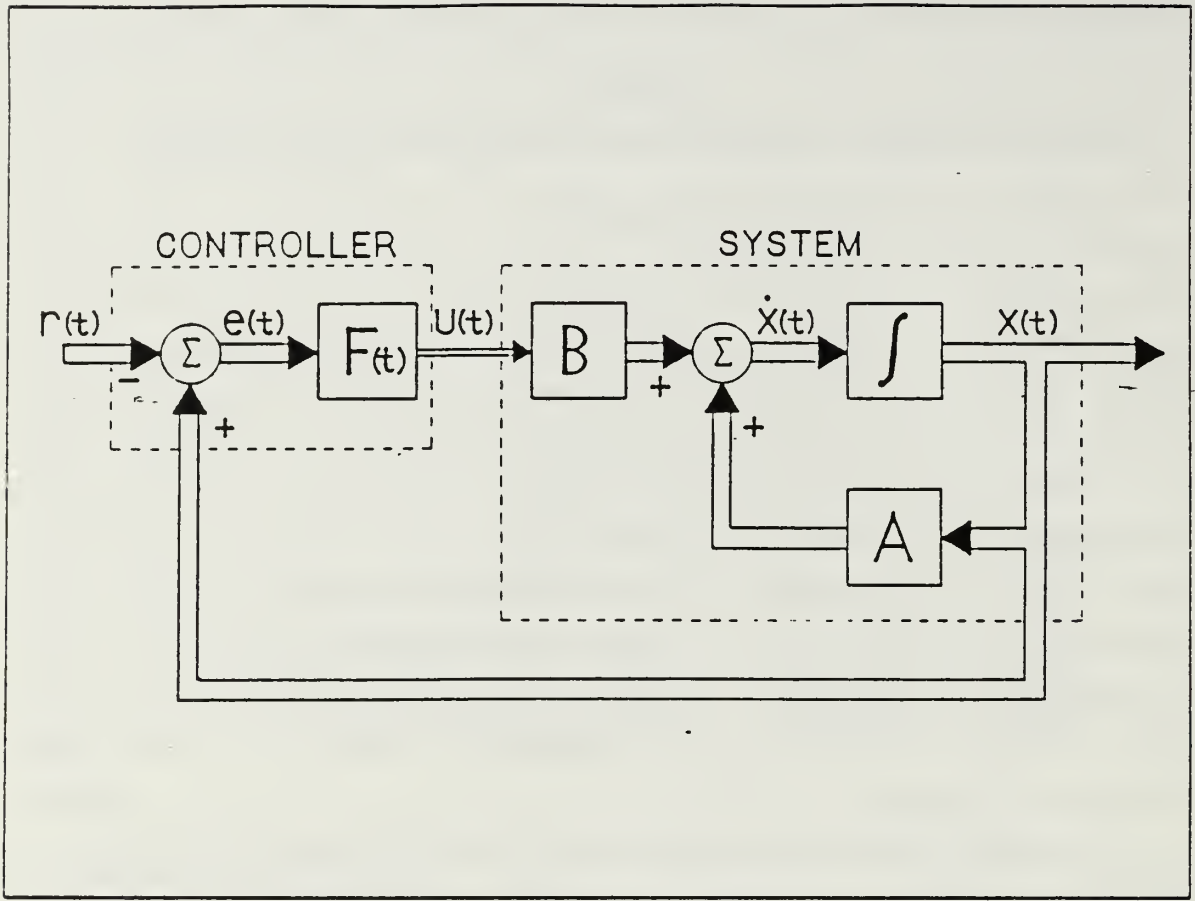 CONTROLLER
SYSTEM
r(t)
e(t)
U(t)
Ẋ(t)
X(t)
Σ
F(t)
B
Σ
∫
−
+
+
+
A